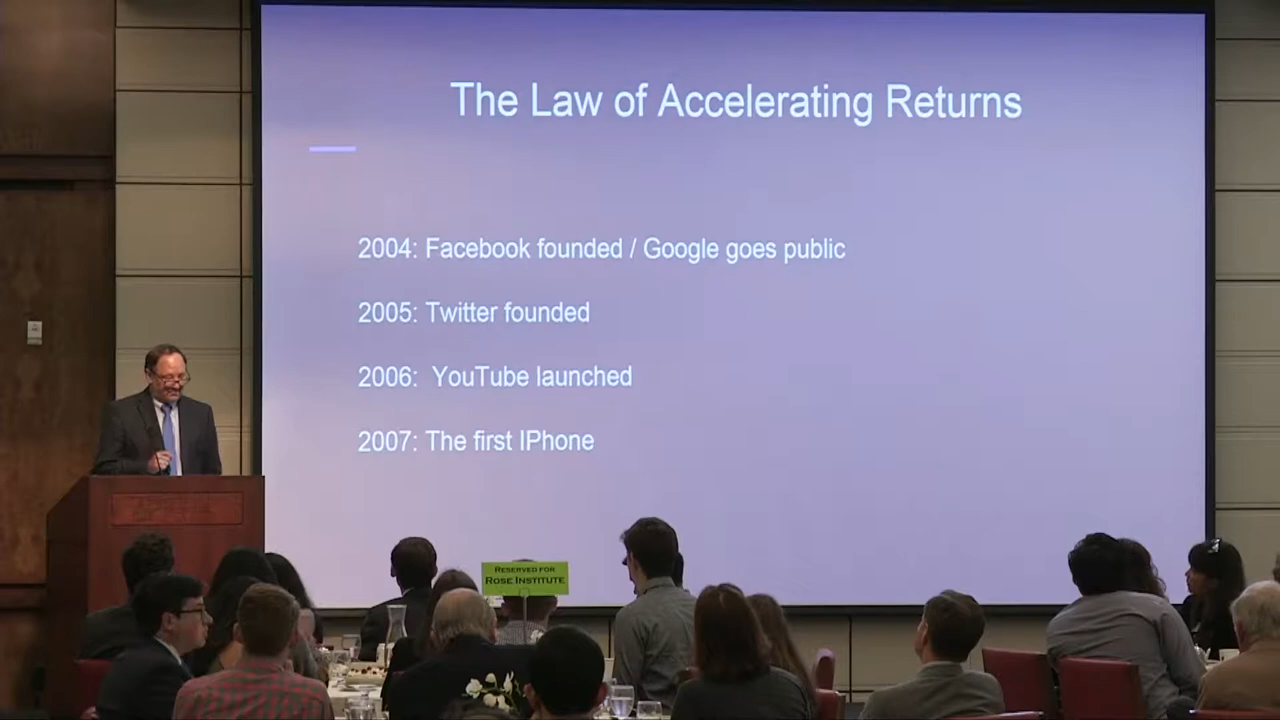 The Law of Accelerating Returns
2004: Facebook founded / Google goes public
2005: Twitter founded
2006: YouTube launched
2007: The first IPhone
RESERVED FOR
ROSE INSTITUTE